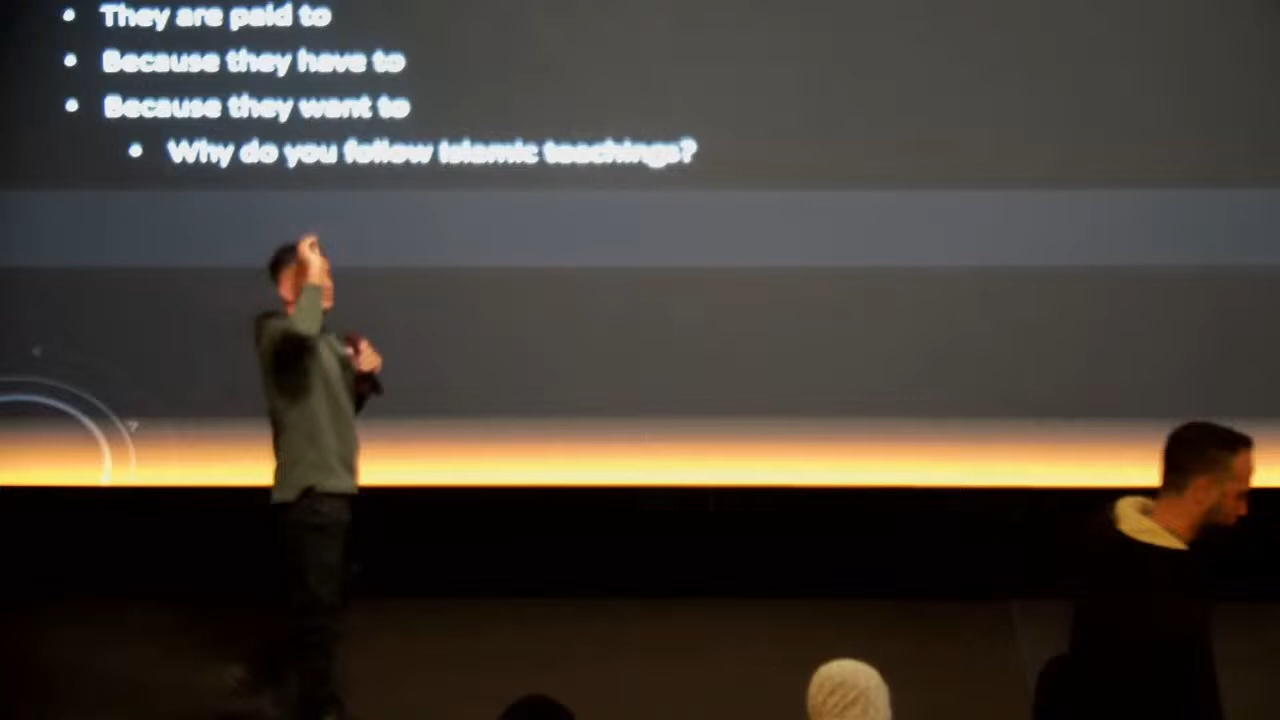 • They are paid to
• Because they have to
• Because they want to
• Why do you follow Islamic teachings?